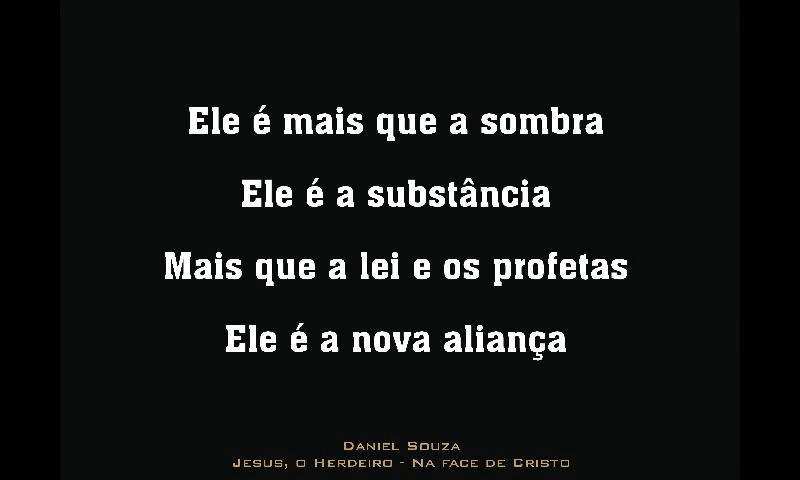 Ele é mais que a sombra
Ele é a substância
Mais que a lei e os profetas
Ele é a nova aliança
Daniel Souza
Jesus, o Herdeiro - Na face de Cristo